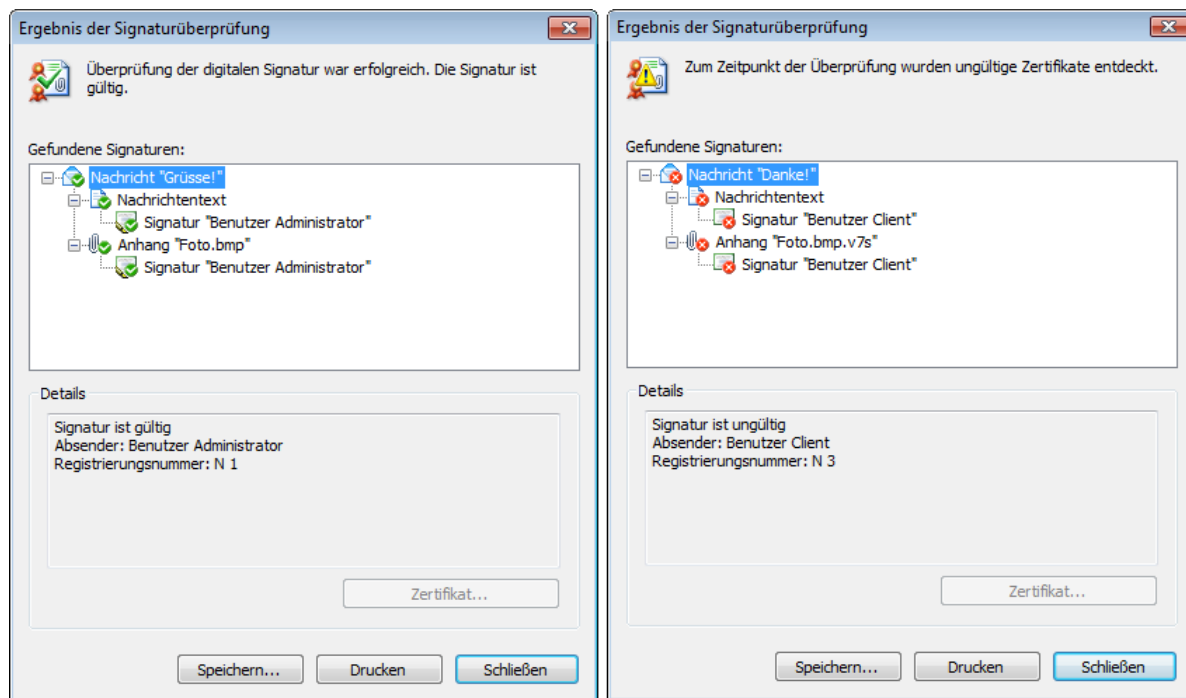 Ergebnis der Signaturüberprüfung
Überprüfung der digitalen Signatur war erfolgreich. Die Signatur ist
gültig.
Gefundene Signaturen:
Nachricht "Grüsse!"
Nachrichtentext
Signatur "Benutzer Administrator"
Anhang "Foto.bmp"
Signatur "Benutzer Administrator"
Details
Signatur ist gültig
Absender: Benutzer Administrator
Registrierungsnummer: N 1
Zertifikat...
Speichern...
Drucken
Schließen
Ergebnis der Signaturüberprüfung
Zum Zeitpunkt der Überprüfung wurden ungültige Zertifikate entdeckt.
Gefundene Signaturen:
Nachricht "Danke!"
Nachrichtentext
Signatur "Benutzer Client"
Anhang "Foto.bmp.v7s"
Signatur "Benutzer Client"
Details
Signatur ist ungültig
Absender: Benutzer Client
Registrierungsnummer: N 3
Zertifikat...
Speichern...
Drucken
Schließen